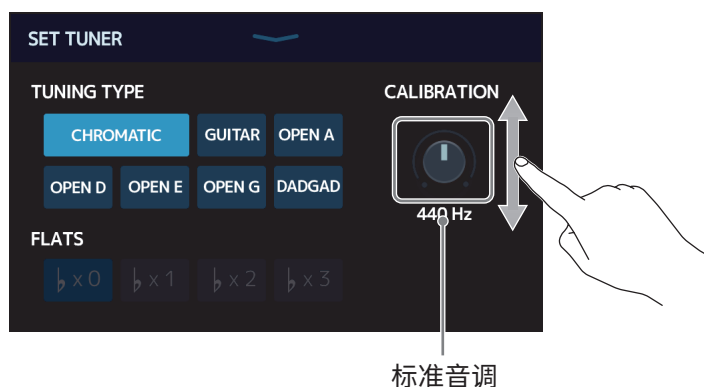 SET TUNER
TUNING TYPE
CALIBRATION
CHROMATIC GUITAR OPEN A
OPEN D OPEN E OPEN G DADGAD
440 Hz
FLATS
♭ x 0 ♭ x 1 ♭ x 2 ♭ x 3
标准音调